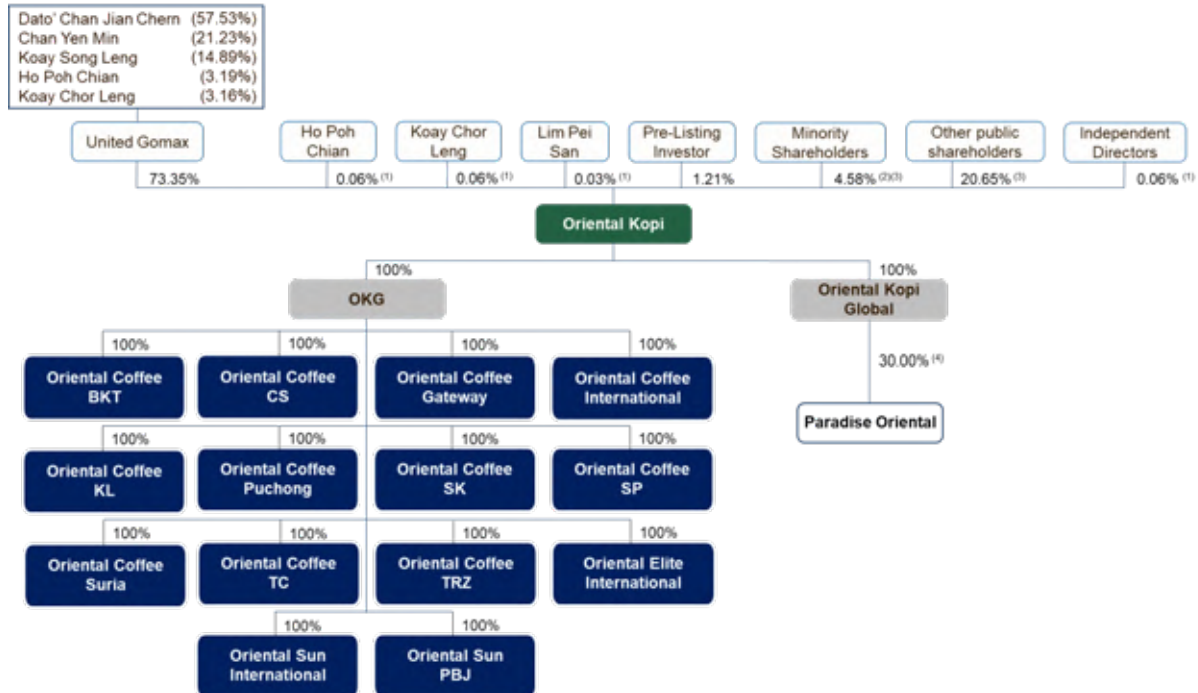 Dato' Chan Jian Chern (57.53%)
Chan Yen Min (21.23%)
Koay Song Leng (14.89%)
Ho Poh Chian (3.19%)
Koay Chor Leng (3.16%)
United Gomax
Ho Poh
Chian
Koay Chor
Leng
Lim Pei
San
Pre-Listing
Investor
Minority
Shareholders
Other public
shareholders
Independent
Directors
73.35%
0.06% (1)
0.06% (1)
0.03% (1)
1.21%
4.58% (2)(3)
20.65% (3)
0.06% (1)
Oriental Kopi
100%
100%
OKG
Oriental Kopi
Global
100%
100%
100%
100%
30.00% (4)
Oriental Coffee
BKT
Oriental Coffee
CS
Oriental Coffee
Gateway
Oriental Coffee
International
Paradise Oriental
100%
100%
100%
100%
Oriental Coffee
KL
Oriental Coffee
Puchong
Oriental Coffee
SK
Oriental Coffee
SP
100%
100%
100%
100%
Oriental Coffee
Suria
Oriental Coffee
TC
Oriental Coffee
TRZ
Oriental Elite
International
100%
100%
Oriental Sun
International
Oriental Sun
PBJ